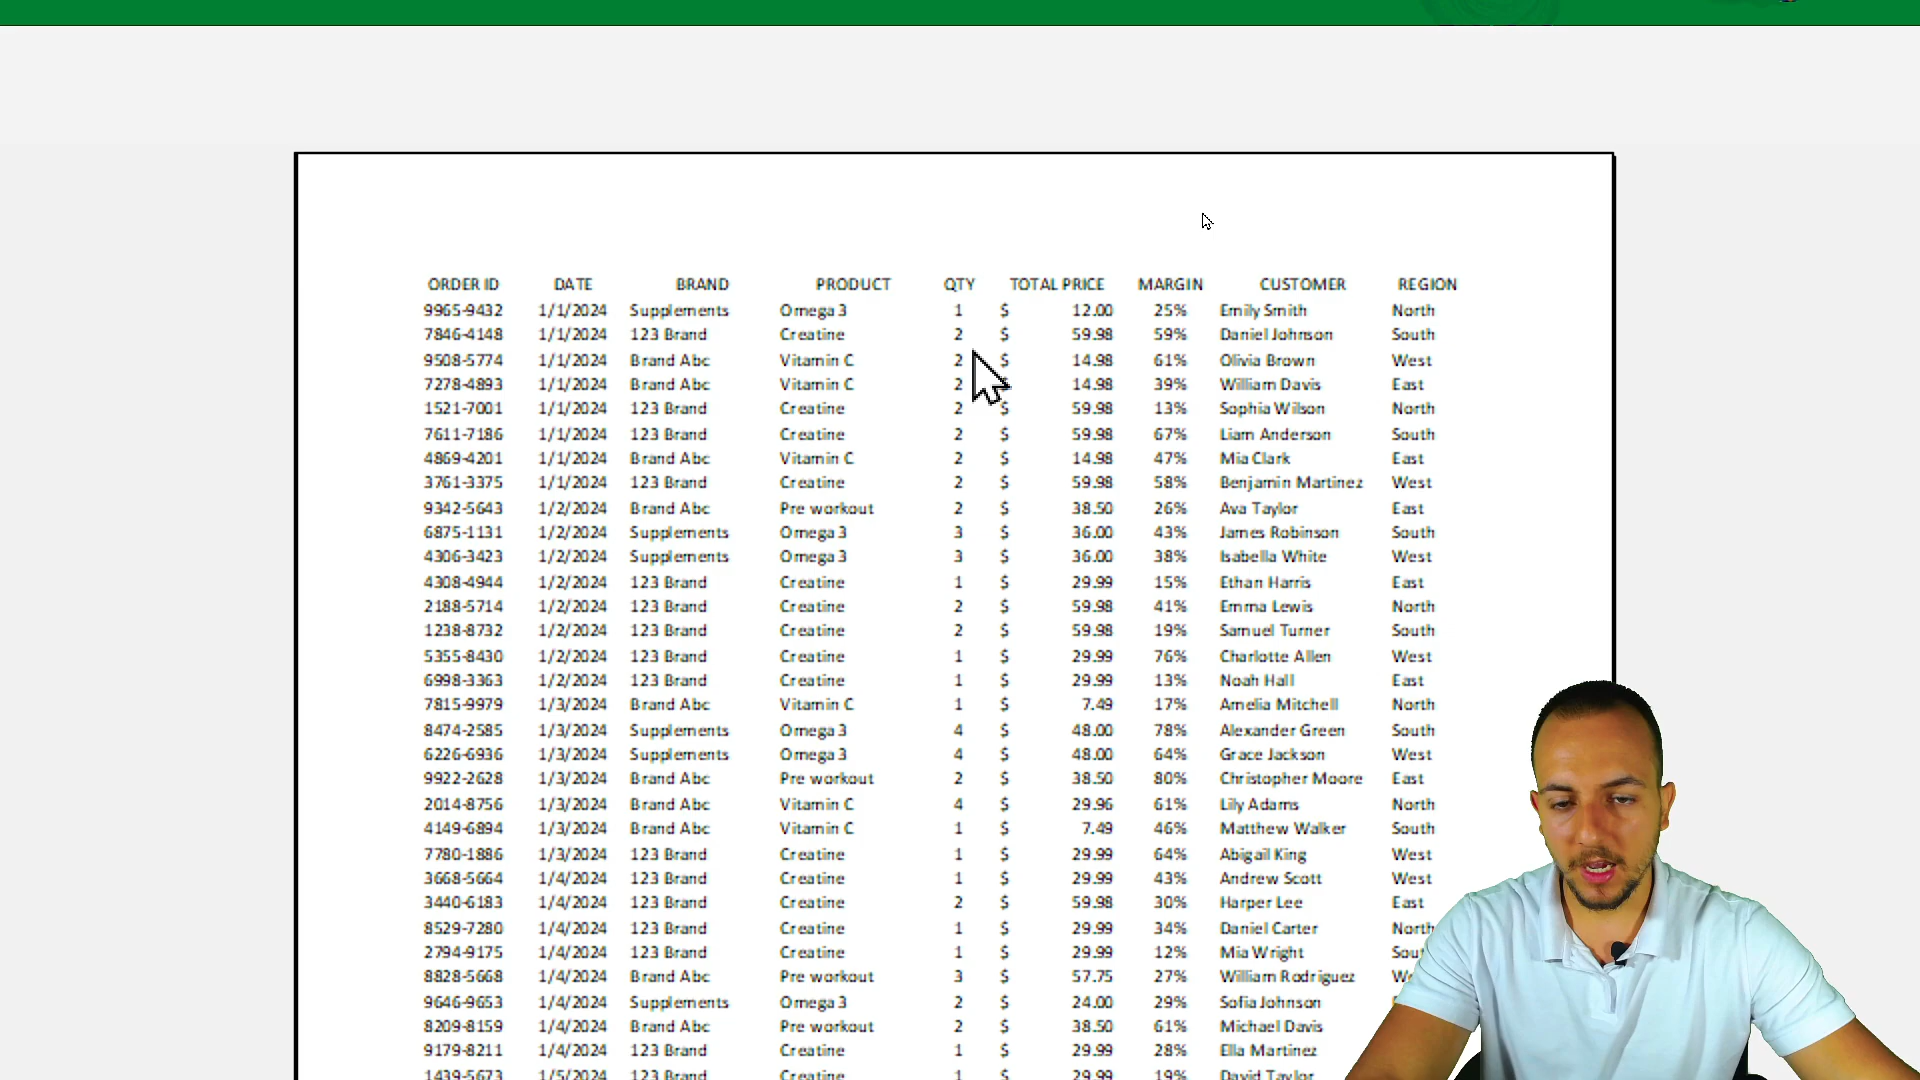 ORDER ID DATE BRAND PRODUCT QTY TOTAL PRICE MARGIN CUSTOMER REGION
9965-9432 1/1/2024 Supplements Omega 3 1 $ 12.00 25% Emily Smith North
7846-4148 1/1/2024 123 Brand Creatine 2 $ 59.98 59% Daniel Johnson South
9508-5774 1/1/2024 Brand Abc Vitamin C 2 $ 14.98 61% Olivia Brown West
7278-4893 1/1/2024 Brand Abc Vitamin C 2 14.98 39% William Davis East
1521-7001 1/1/2024 123 Brand Creatine 2 $ 59.98 13% Sophia Wilson North
7611-7186 1/1/2024 123 Brand Creatine 2 $ 59.98 67% Liam Anderson South
4869-4201 1/1/2024 Brand Abc Vitamin C 2 $ 14.98 47% Mia Clark East
3761-3375 1/1/2024 123 Brand Creatine 2 $ 59.98 58% Benjamin Martinez West
9342-5643 1/2/2024 Brand Abc Pre workout 2 $ 38.50 26% Ava Taylor East
6875-1131 1/2/2024 Supplements Omega 3 3 $ 36.00 43% James Robinson South
4306-3423 1/2/2024 Supplements Omega 3 3 $ 36.00 38% Isabella White West
4308-4944 1/2/2024 123 Brand Creatine 1 $ 29.99 15% Ethan Harris East
2188-5714 1/2/2024 123 Brand Creatine 2 $ 59.98 41% Emma Lewis North
1238-8732 1/2/2024 123 Brand Creatine 2 $ 59.98 19% Samuel Turner South
5355-8430 1/2/2024 123 Brand Creatine 1 $ 29.99 76% Charlotte Allen West
6998-3363 1/2/2024 123 Brand Creatine 1 $ 29.99 13% Noah Hall East
7815-9979 1/3/2024 Brand Abc Vitamin C 1 $ 7.49 17% Amelia Mitchell North
8474-2585 1/3/2024 Supplements Omega 3 4 $ 48.00 78% Alexander Green South
6226-6936 1/3/2024 Supplements Omega 3 4 $ 48.00 64% Grace Jackson West
9922-2628 1/3/2024 Brand Abc Pre workout 2 $ 38.50 80% Christopher Moore East
2014-8756 1/3/2024 Brand Abc Vitamin C 4 $ 29.96 61% Lily Adams North
4149-6894 1/3/2024 Brand Abc Vitamin C 1 $ 7.49 46% Matthew Walker South
7780-1886 1/3/2024 123 Brand Creatine 1 $ 29.99 64% Abigail King West
3668-5664 1/4/2024 123 Brand Creatine 1 $ 29.99 43% Andrew Scott West
3440-6183 1/4/2024 123 Brand Creatine 2 $ 59.98 30% Harper Lee East
8529-7280 1/4/2024 123 Brand Creatine 1 $ 29.99 34% Daniel Carter North
2794-9175 1/4/2024 123 Brand Creatine 1 $ 29.99 12% Mia Wright
8828-5668 1/4/2024 Brand Abc Pre workout 3 $ 57.75 27% William Rodriguez
9646-9653 1/4/2024 Supplements Omega 3 2 $ 24.00 29% Sofia Johnson
8209-8159 1/4/2024 Brand Abc Pre workout 2 $ 38.50 61% Michael Davis
9179-8211 1/4/2024 123 Brand Creatine 1 $ 29.99 28% Ella Martinez
1439-5673 1/5/2024 123 Brand Creatine 1 $ 29.99 19% David Taylor